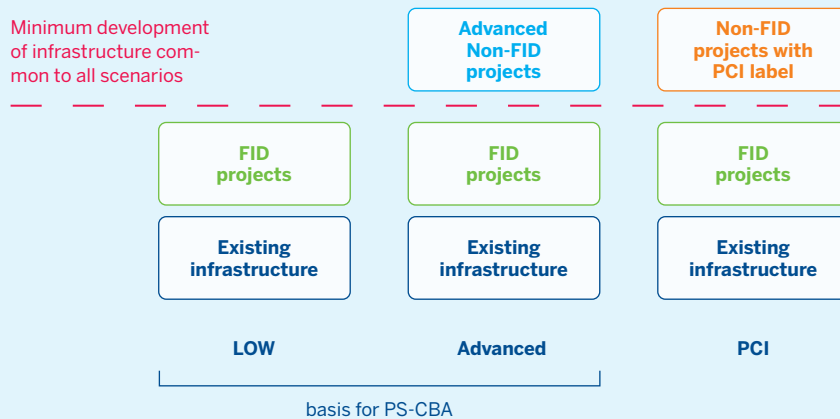 Minimum development
of infrastructure com-
mon to all scenarios
Advanced
Non-FID
projects
Non-FID
projects with
PCI label
FID
projects
FID
projects
FID
projects
Existing
infrastructure
Existing
infrastructure
Existing
infrastructure
LOW
Advanced
PCI
basis for PS-CBA